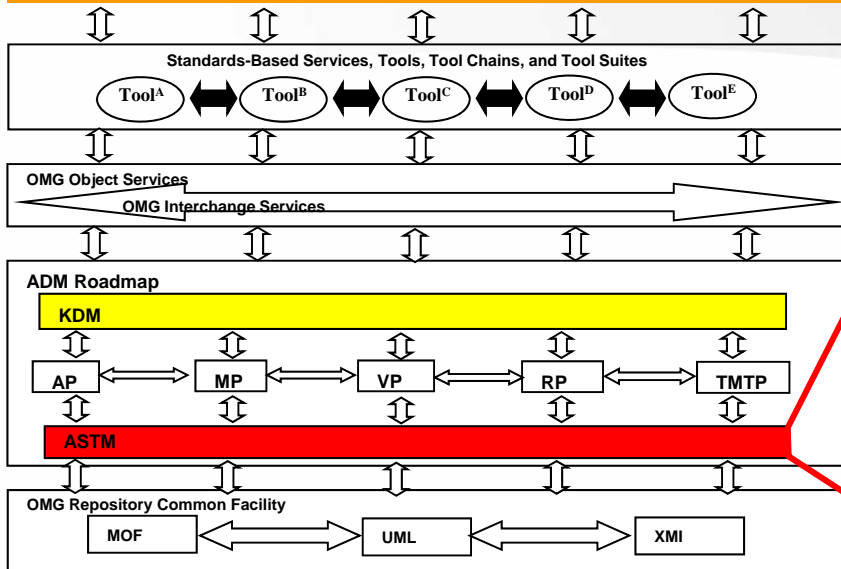 Standards-Based Services, Tools, Tool Chains, and Tool Suites
ToolA ToolB ToolC ToolD ToolE
OMG Object Services
OMG Interchange Services
ADM Roadmap
KDM
AP MP VP RP TMTP
ASTM
OMG Repository Common Facility
MOF UML XMI